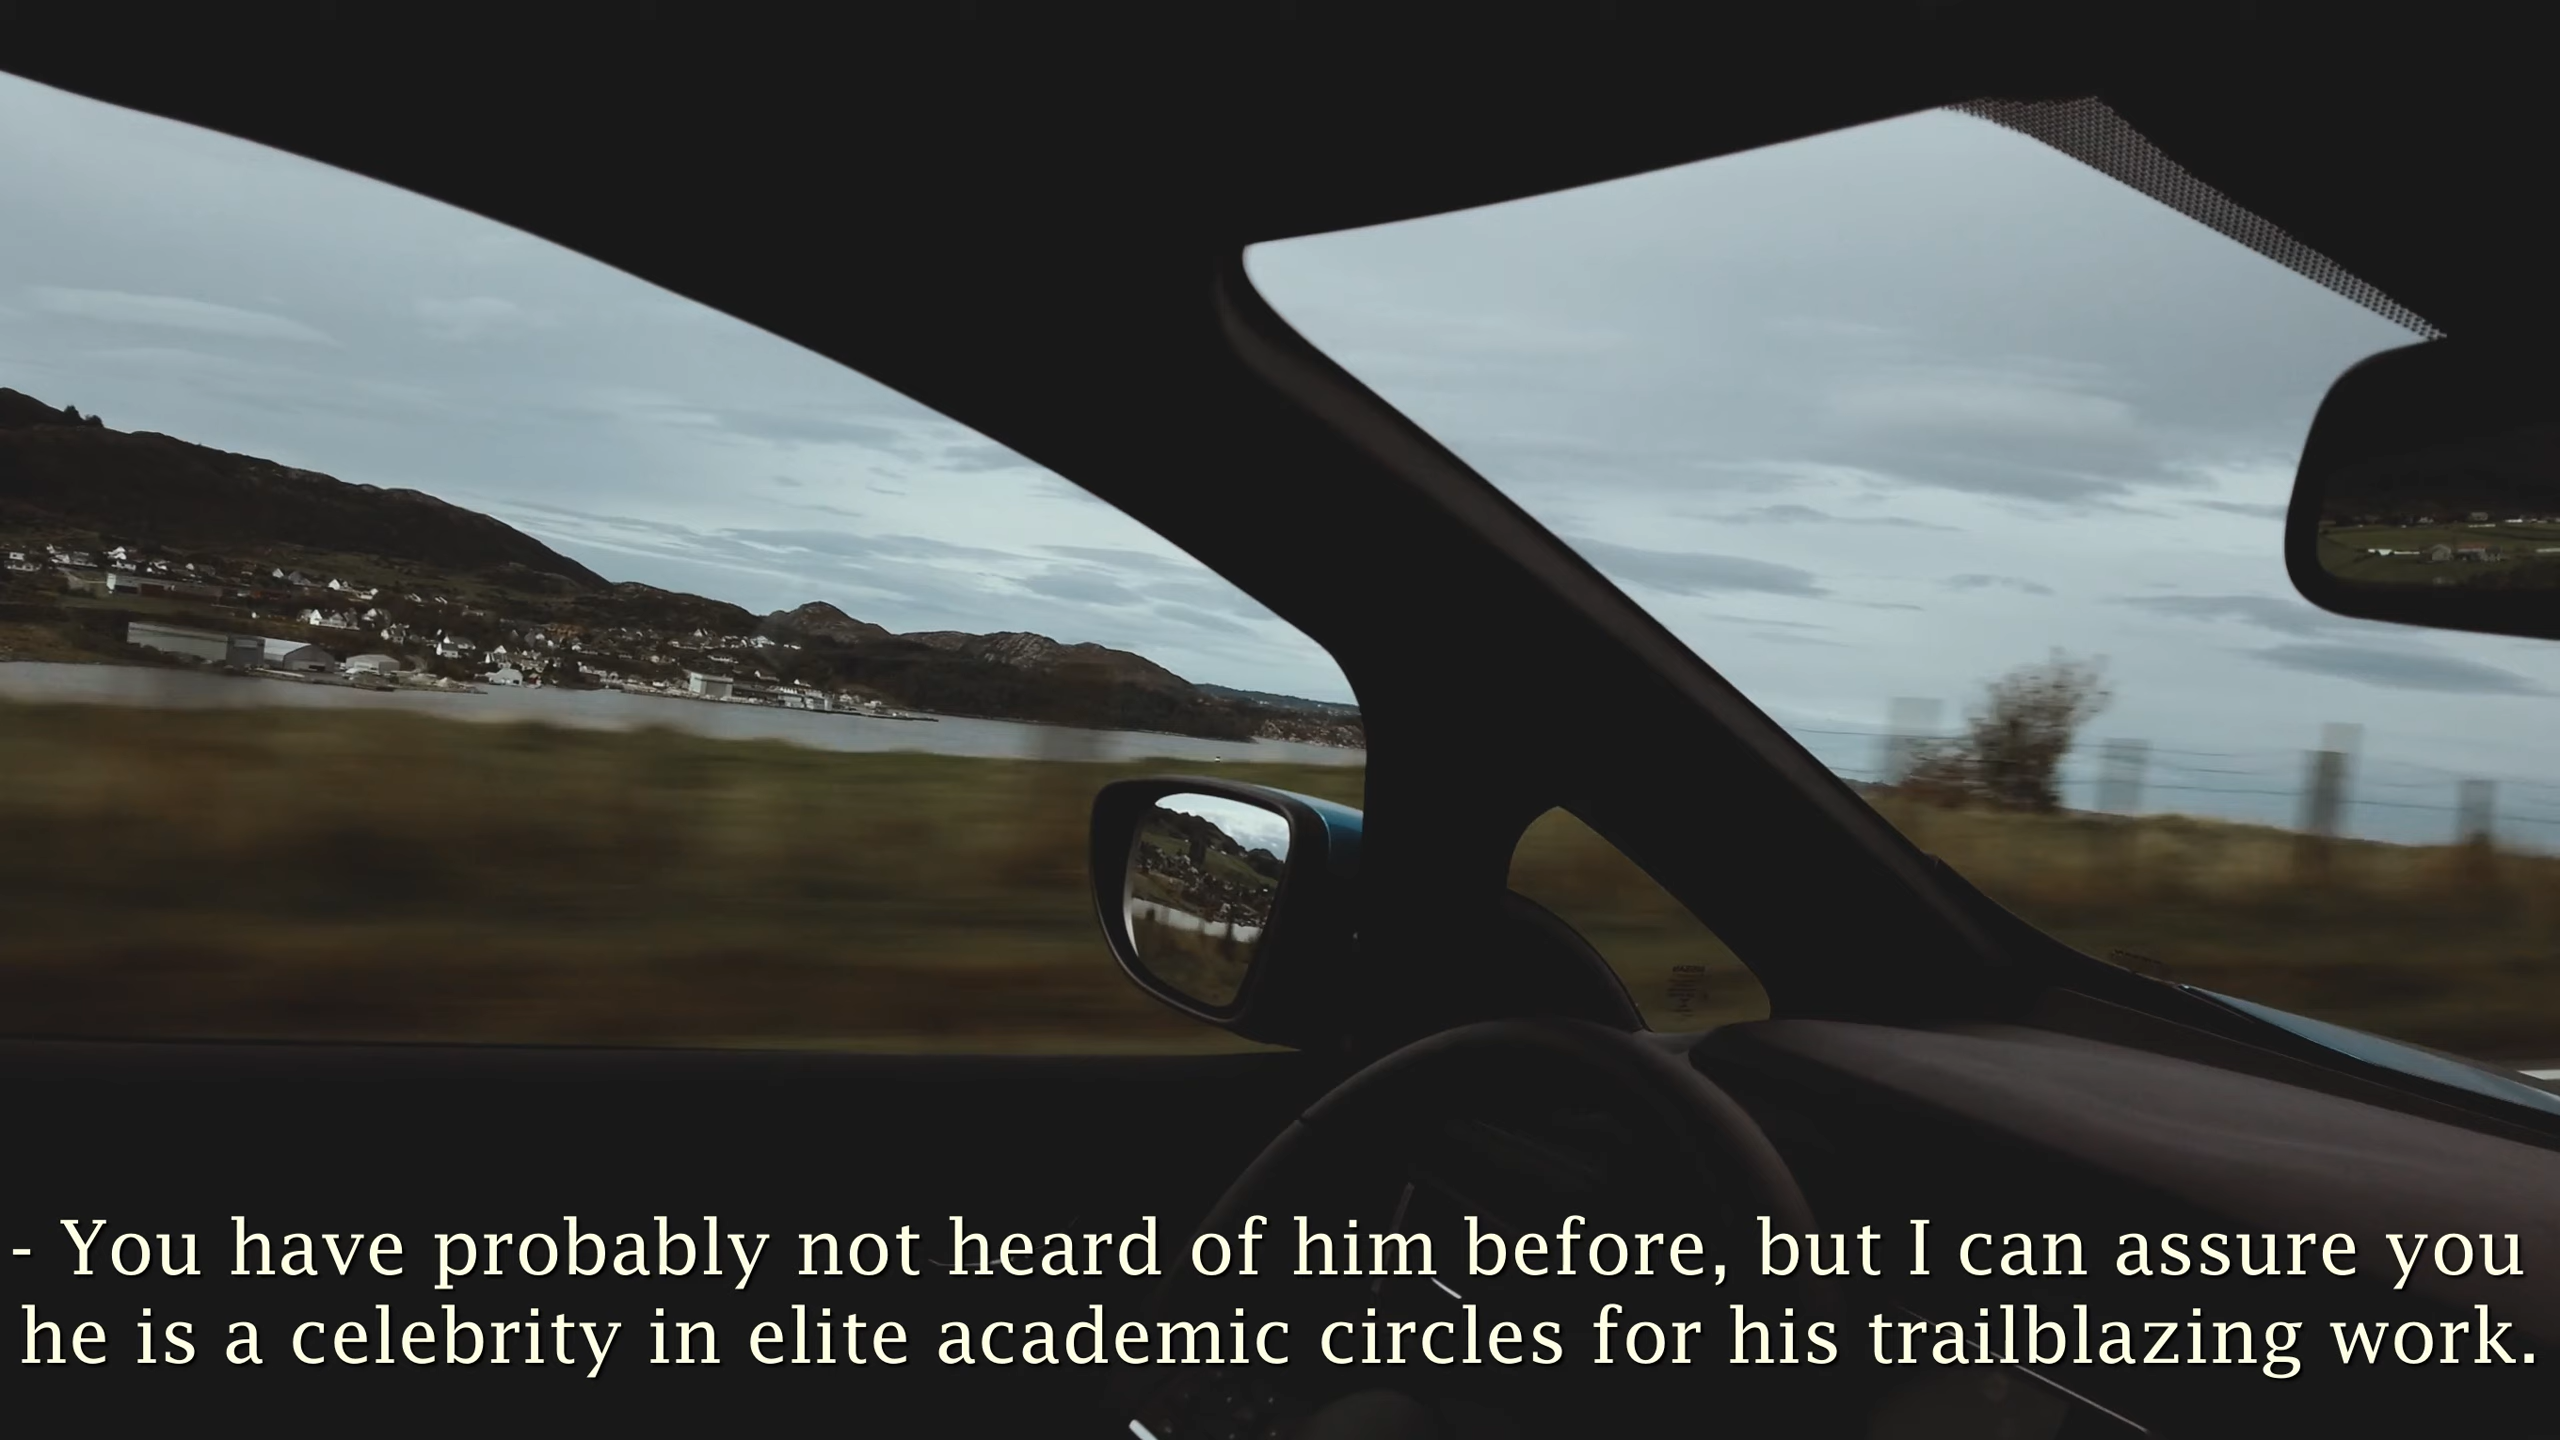 - You have probably not heard of him before, but I can assure you
he is a celebrity in elite academic circles for his trailblazing work.